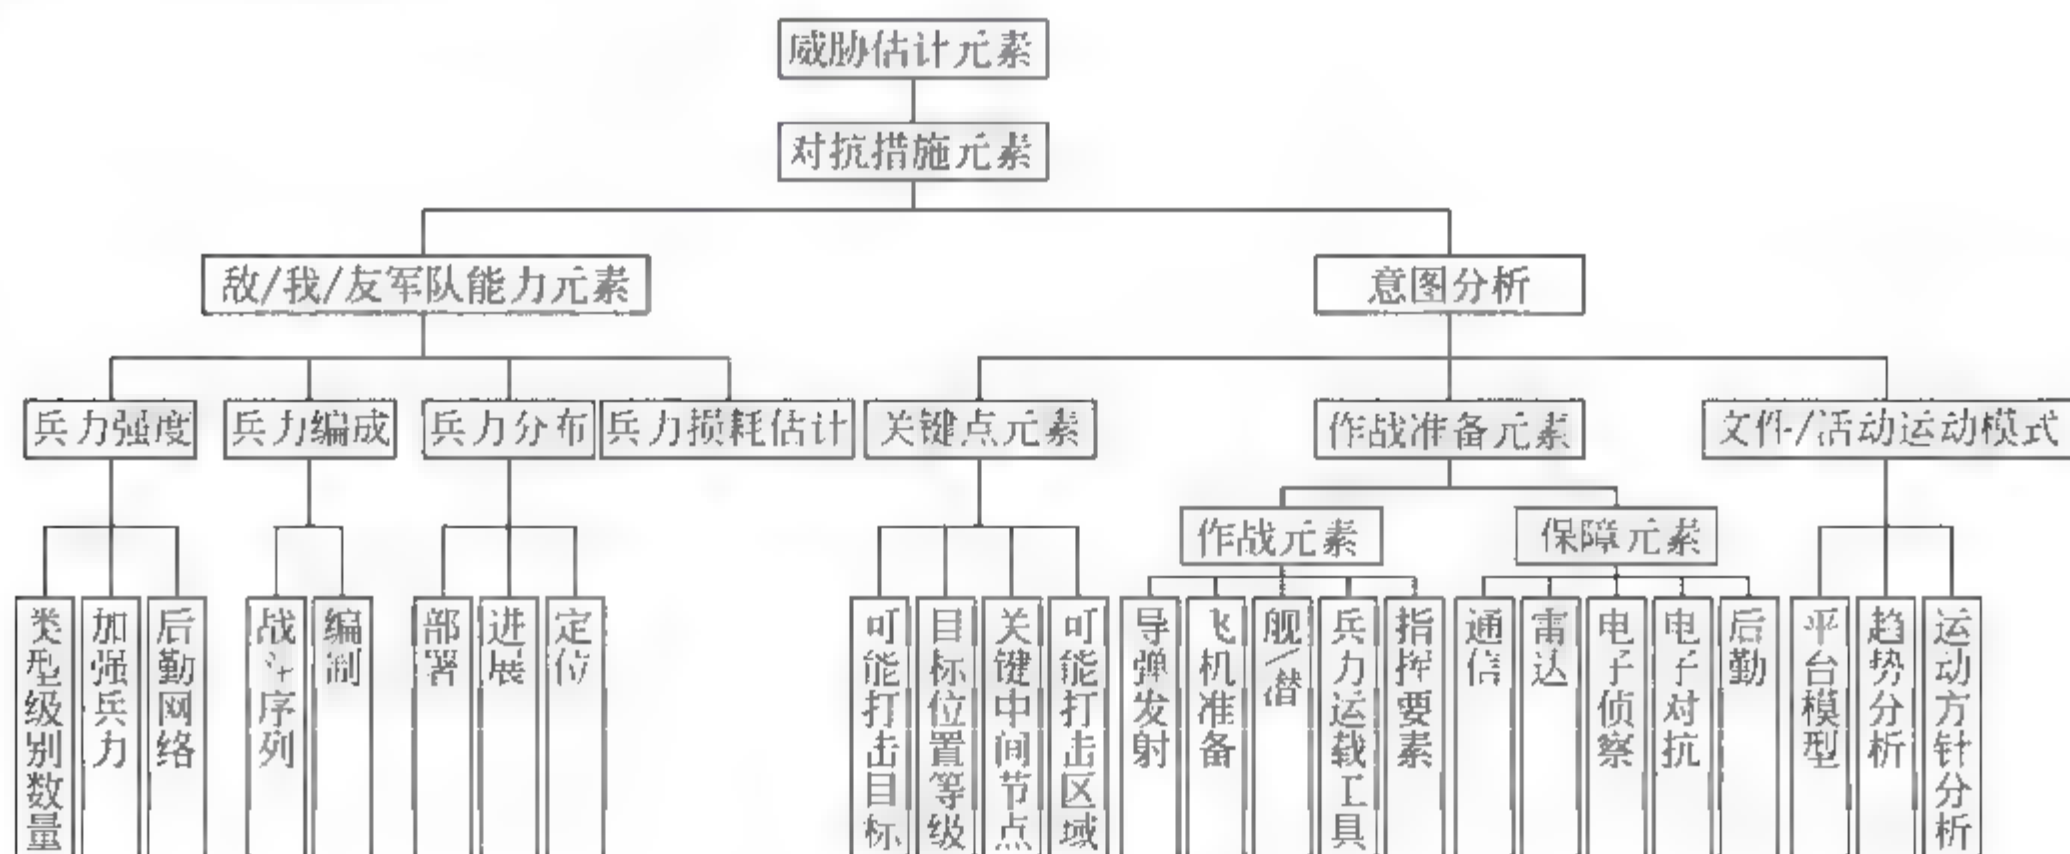 威胁估计元素
对抗措施元素
敌/我/友军队能力元素
意图分析
兵力强度
兵力编成
兵力分布
兵力损耗估计
关键点元素
作战准备元素
文件/活动运动模式
作战元素
保障元素
类型级别数量
加强兵力
后勤网络
战斗序列
编制
部署
进展
定位
可能打击目标
目标位置等级
关键中间节点
可能打击区域
导弹发射
飞机准备
舰/潜
兵力运载工具
指挥要素
通信
雷达
电子侦察
电子对抗
后勤
平台模型
趋势分析
运动方针分析